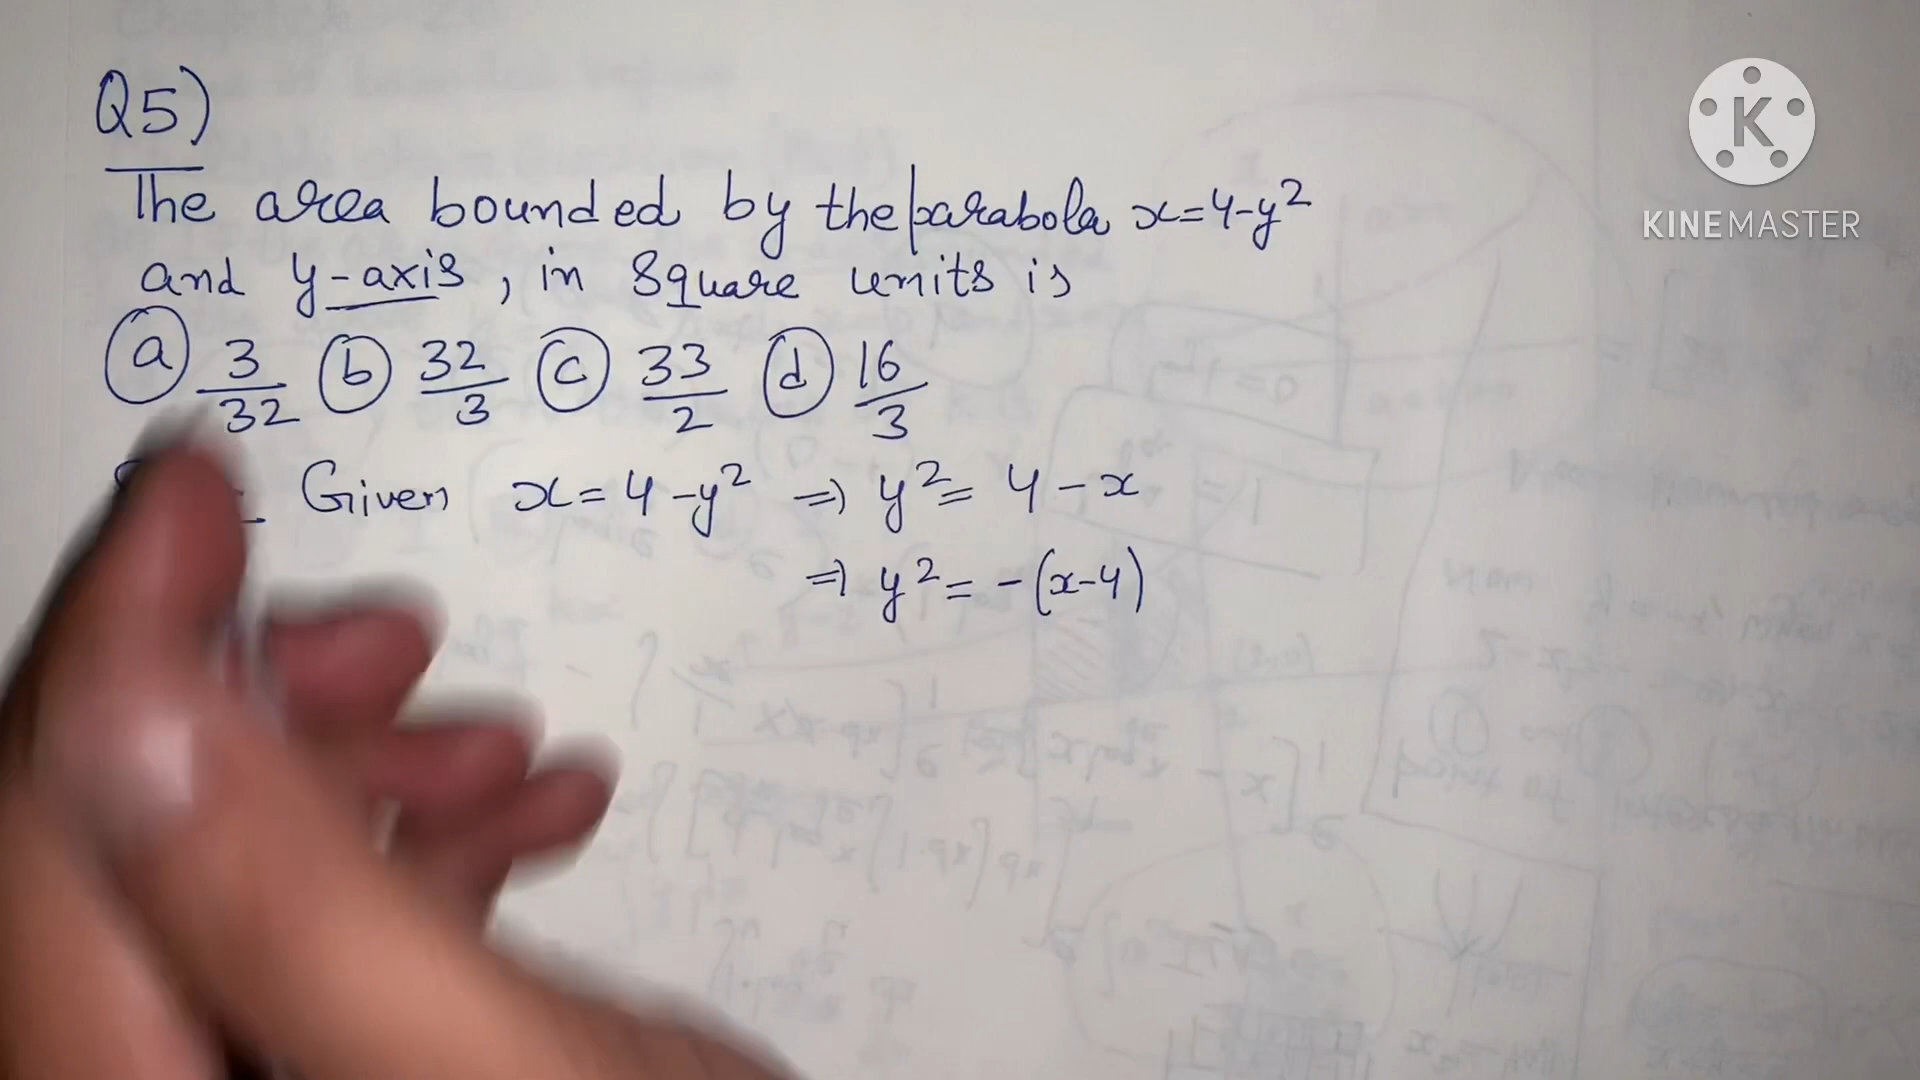 Q5)
The area bounded by the parabola x=4-y²
and y-axis, in square units is
ⓐ 3/32 ⓑ 32/3 ⓒ 33/2 ⓓ 16/3
Given x=4-y² ⇒ y²= 4-x
⇒ y²= -(x-4)
K
KINEMASTER